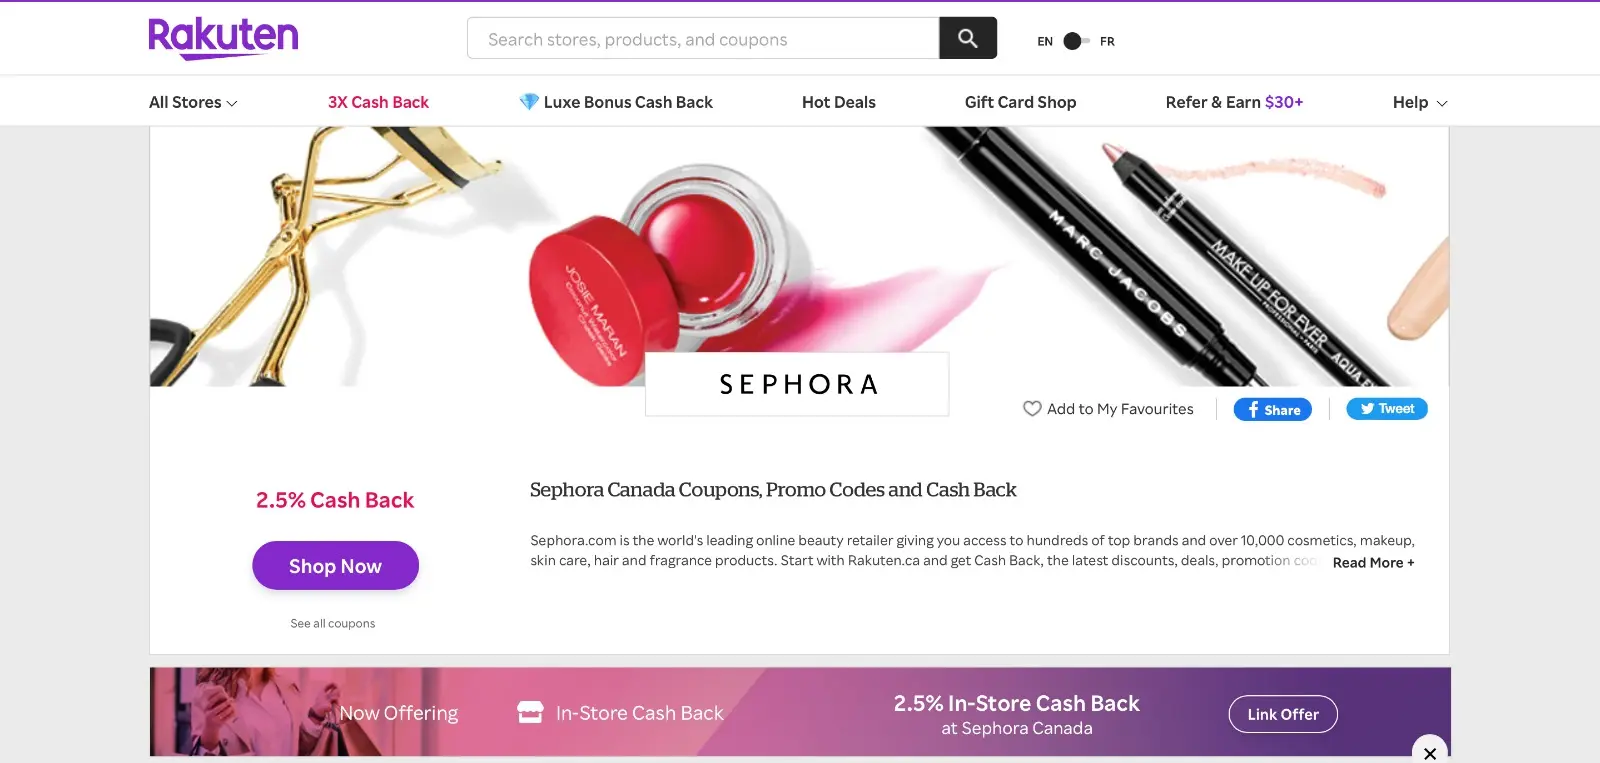 Rakuten
Search stores, products, and coupons
EN FR
All Stores
3X Cash Back
Luxe Bonus Cash Back
Hot Deals
Gift Card Shop
Refer & Earn $30+
Help
JOSIE MARAN
Coconut Watercolor
Cheek Gelée
MARC JACOBS
MAKE UP FOR EVER
PROFESSIONAL - PARIS
AQUA
SEPHORA
Add to My Favourites
Share
Tweet
2.5% Cash Back
Shop Now
See all coupons
Sephora Canada Coupons, Promo Codes and Cash Back
Sephora.com is the world's leading online beauty retailer giving you access to hundreds of top brands and over 10,000 cosmetics, makeup,
skin care, hair and fragrance products. Start with Rakuten.ca and get Cash Back, the latest discounts, deals, promotion
Read More +
Now Offering
In-Store Cash Back
2.5% In-Store Cash Back
at Sephora Canada
Link Offer